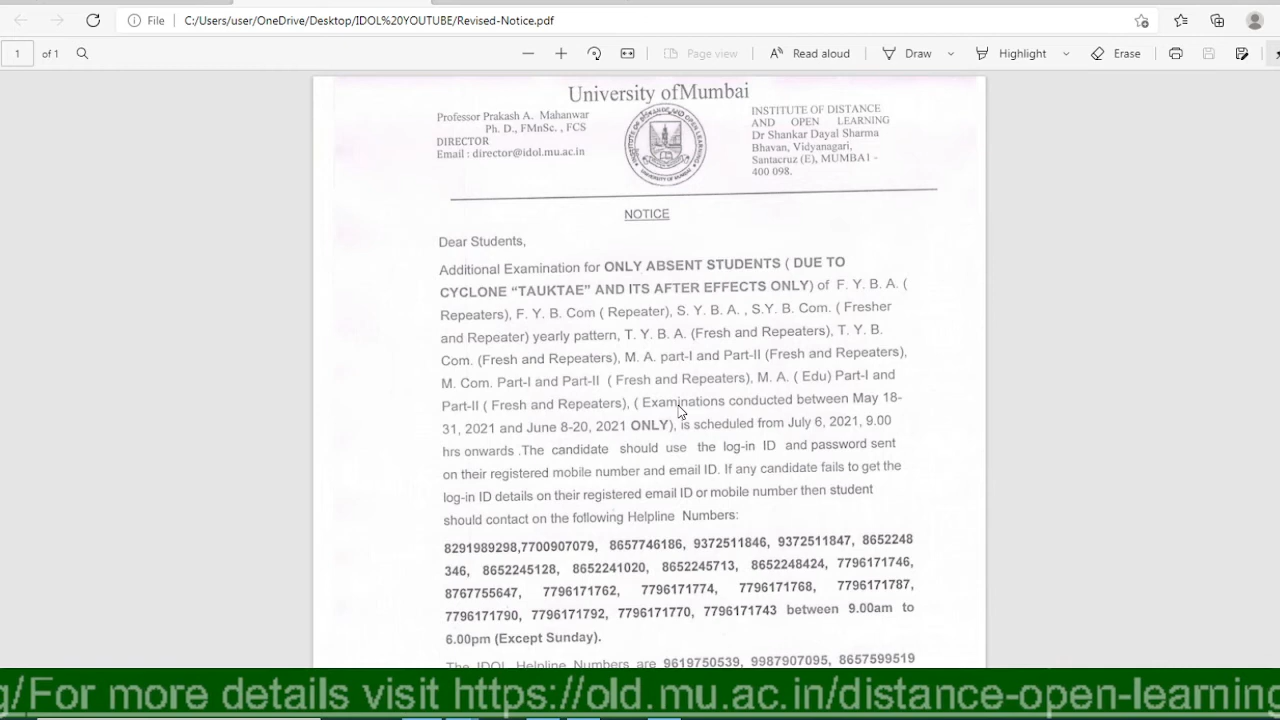 File C:/Users/user/OneDrive/Desktop/IDOL%20YOUTUBE/Revised-Notice.pdf
1 of 1 Page view Read aloud Draw Highlight Erase
University ofMumbai
Professor Prakash A. Mahanwar
Ph. D., FMnSc. , FCS
DIRECTOR
Email : director@idol.mu.ac.in
INSTITUTE OF DISTANCE
AND OPEN LEARNING
Dr Shankar Dayal Sharma
Bhavan, Vidyanagari,
Santacruz (E), MUMBAI -
400 098.
NOTICE
Dear Students,
Additional Examination for ONLY ABSENT STUDENTS ( DUE TO
CYCLONE “TAUKTAE” AND ITS AFTER EFFECTS ONLY) of F. Y. B. A. (
Repeaters), F. Y. B. Com ( Repeater), S. Y. B. A. , S.Y. B. Com. ( Fresher
and Repeater) yearly pattern, T. Y. B. A. (Fresh and Repeaters), T. Y. B.
Com. (Fresh and Repeaters), M. A. part-I and Part-II (Fresh and Repeaters),
M. Com. Part-I and Part-II ( Fresh and Repeaters), M. A. ( Edu) Part-I and
Part-II ( Fresh and Repeaters), ( Examinations conducted between May 18-
31, 2021 and June 8-20, 2021 ONLY), is scheduled from July 6, 2021, 9.00
hrs onwards .The candidate should use the log-in ID and password sent
on their registered mobile number and email ID. If any candidate fails to get the
log-in ID details on their registered email ID or mobile number then student
should contact on the following Helpline Numbers:
8291989298,7700907079, 8657746186, 9372511846, 9372511847, 8652248
346, 8652245128, 8652241020, 8652245713, 8652248424, 7796171746,
8767755647, 7796171762, 7796171774, 7796171768, 7796171787,
7796171790, 7796171792, 7796171770, 7796171743 between 9.00am to
6.00pm (Except Sunday).
The IDOL Helpline Numbers are 9619750539, 9987907095, 8657599519
g/For more details visit https://old.mu.ac.in/distance-open-learning